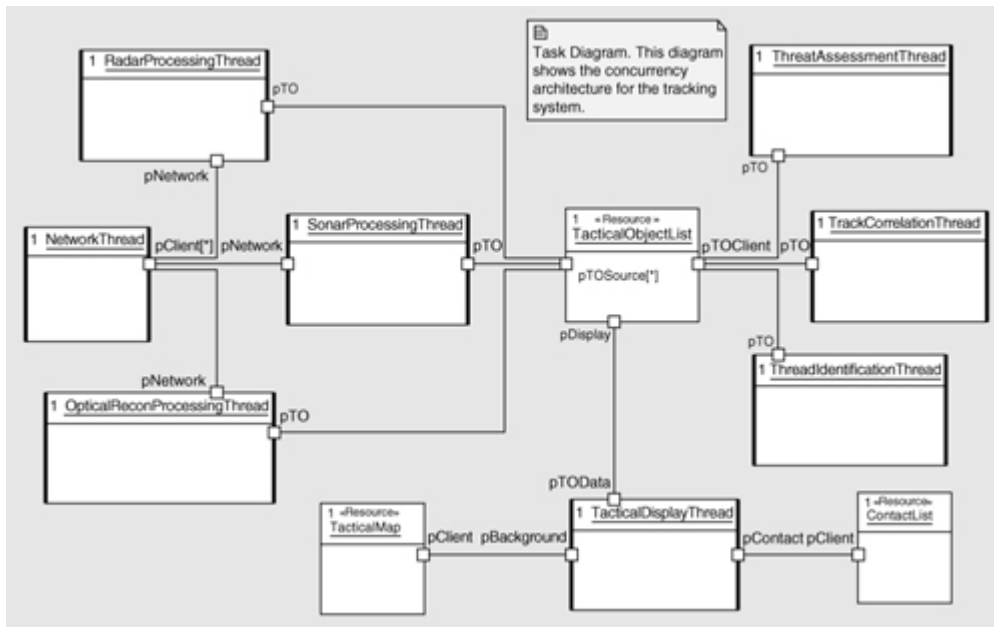 1 RadarProcessingThread
pTO
pNetwork
Task Diagram. This diagram
shows the concurrency
architecture for the tracking
system.
1 ThreatAssessmentThread
pTO
1 NetworkThread
pClient[*]
pNetwork
1 SonarProcessingThread
pTO
1 «Resource»
TacticalObjectList
pTOSource[*]
pTOClient
pDisplay
pTO
1 TrackCorrelationThread
pTO
1 ThreadIdentificationThread
pNetwork
1 OpticalReconProcessingThread
pTO
pTOData
1 «Resource»
TacticalMap
pClient
pBackground
1 TacticalDisplayThread
pContact
pClient
1 «Resource»
ContactList